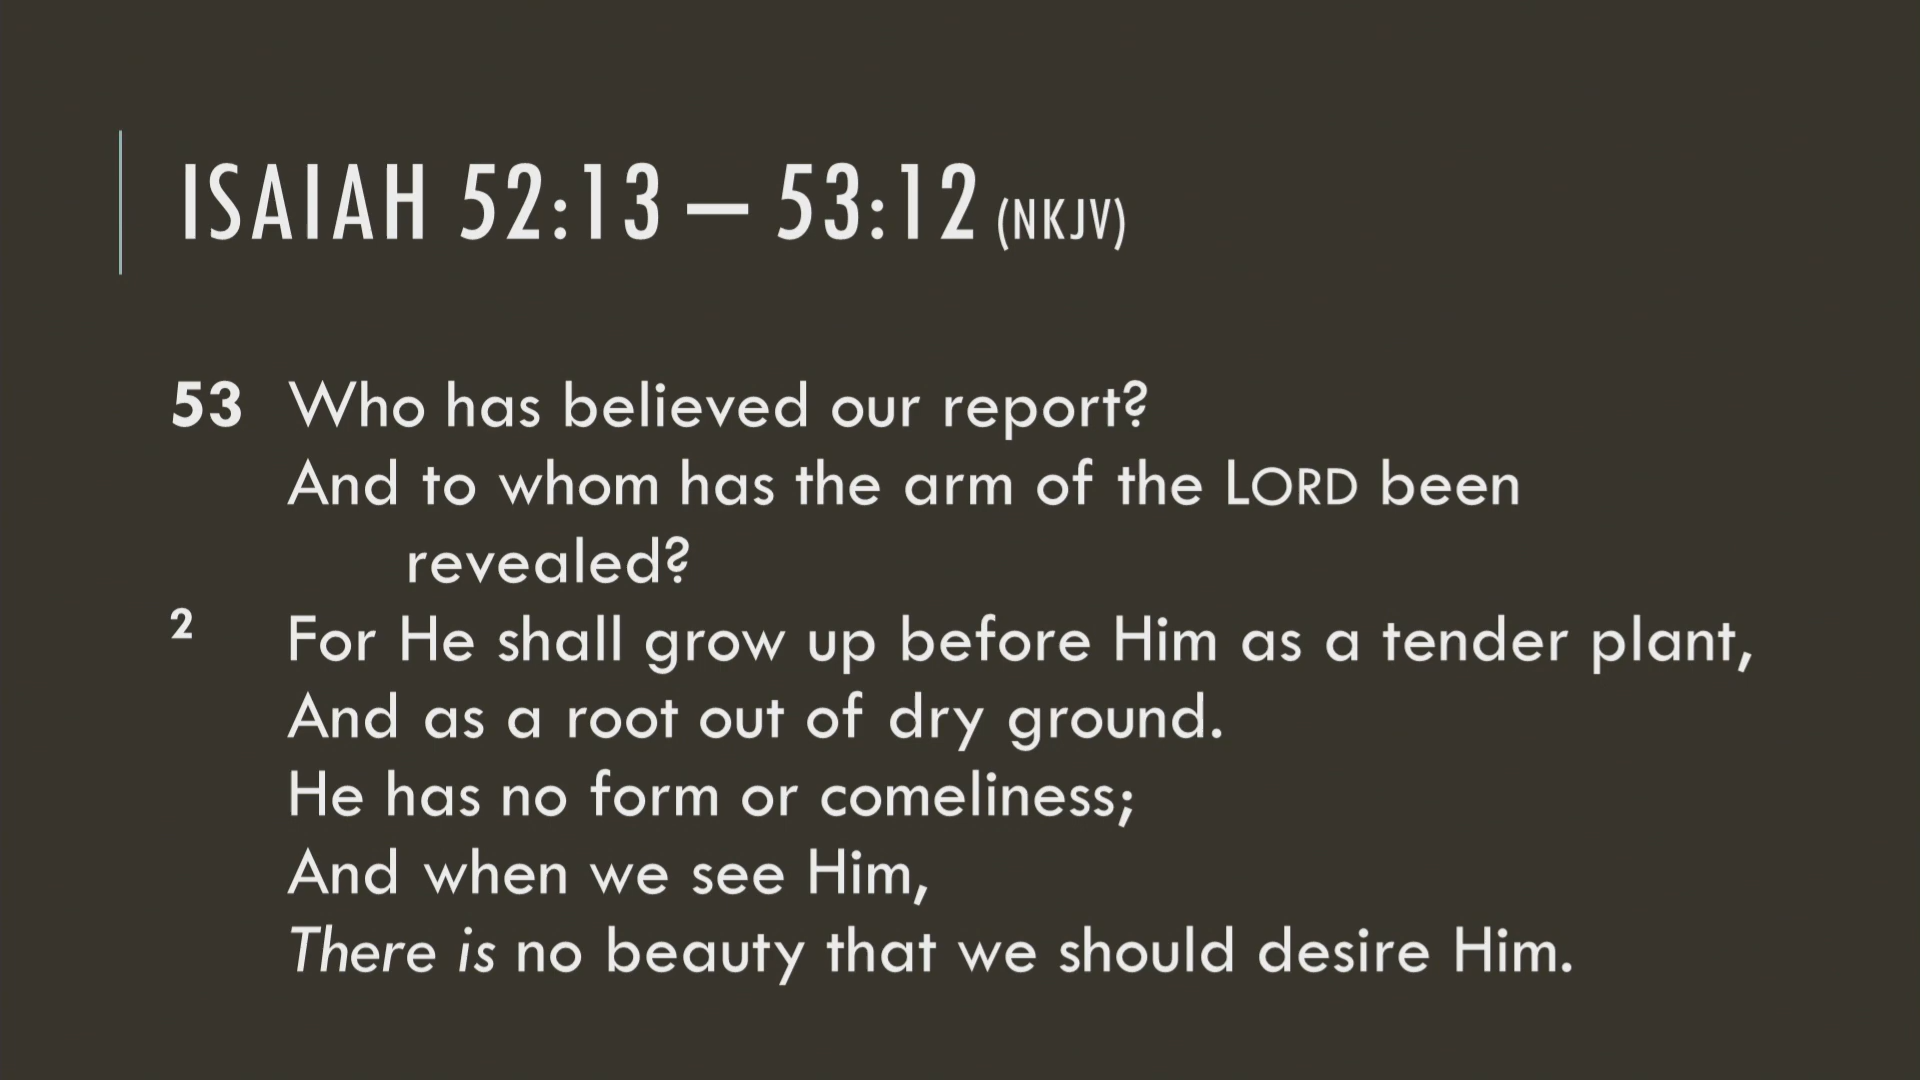 ISAIAH 52:13 – 53:12 (NKJV)
53 Who has believed our report?
And to whom has the arm of the LORD been
revealed?
2 For He shall grow up before Him as a tender plant,
And as a root out of dry ground.
He has no form or comeliness;
And when we see Him,
There is no beauty that we should desire Him.